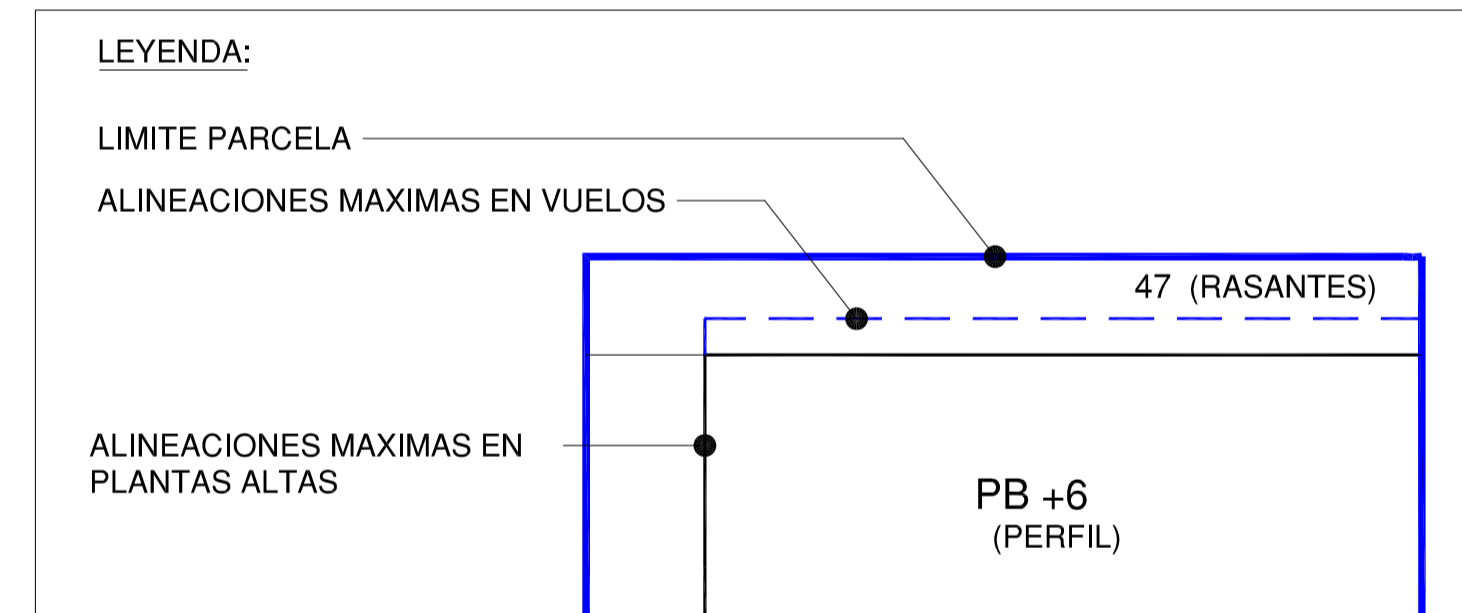 LEYENDA:
LIMITE PARCELA
ALINEACIONES MAXIMAS EN VUELOS
47 (RASANTES)
ALINEACIONES MAXIMAS EN
PLANTAS ALTAS
PB +6
(PERFIL)